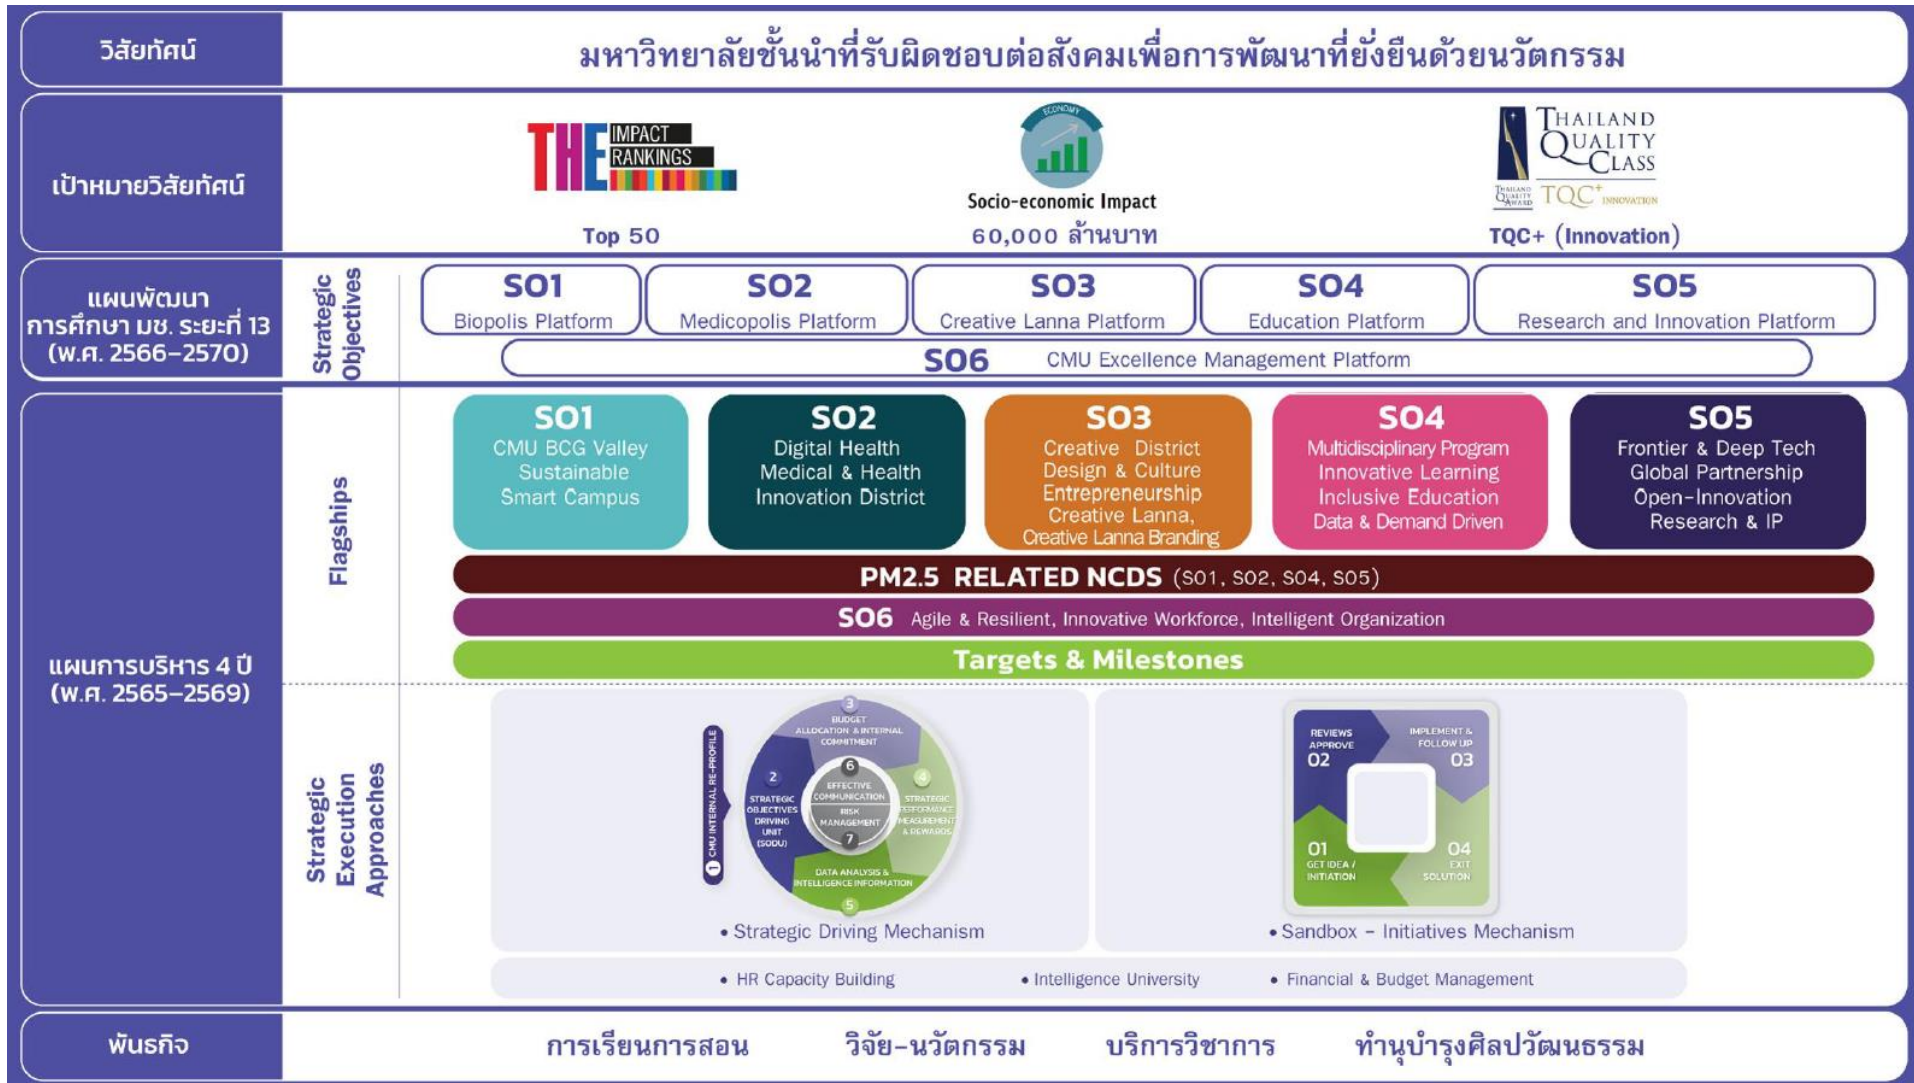 วิสัยทัศน์
มหาวิทยาลัยชั้นนำที่รับผิดชอบต่อสังคมเพื่อการพัฒนาที่ยั่งยืนด้วยนวัตกรรม
เป้าหมายวิสัยทัศน์
THE IMPACT RANKINGS
Top 50
ECONOMY
Socio-economic Impact
60,000 ล้านบาท
THAILAND
QUALITY
CLASS
THAILAND QUALITY AWARD
TQC+ INNOVATION
TQC+ (Innovation)
แผนพัฒนา
การศึกษา มช. ระยะที่ 13
(พ.ศ. 2566–2570)
Strategic
Objectives
SO1
Biopolis Platform
SO2
Medicopolis Platform
SO3
Creative Lanna Platform
SO4
Education Platform
SO5
Research and Innovation Platform
SO6 CMU Excellence Management Platform
แผนการบริหาร 4 ปี
(พ.ศ. 2565–2569)
Flagships
SO1
CMU BCG Valley
Sustainable
Smart Campus
SO2
Digital Health
Medical & Health
Innovation District
SO3
Creative District
Design & Culture
Entrepreneurship
Creative Lanna,
Creative Lanna Branding
SO4
Multidisciplinary Program
Innovative Learning
Inclusive Education
Data & Demand Driven
SO5
Frontier & Deep Tech
Global Partnership
Open-Innovation
Research & IP
PM2.5 RELATED NCDS (SO1, SO2, SO4, SO5)
SO6 Agile & Resilient, Innovative Workforce, Intelligent Organization
Targets & Milestones
Strategic
Execution
Approaches
1 CMU INTERNAL RE-PROFILE
2
STRATEGIC
OBJECTIVES
DRIVING
UNIT
(SODU)
3
BUDGET
ALLOCATION & INTERNAL
COMMITMENT
4
STRATEGIC
PERFORMANCE
MEASUREMENT
& REWARDS
DATA ANALYSIS &
INTELLIGENCE INFORMATION
5
6
EFFECTIVE
COMMUNICATION
RISK
MANAGEMENT
7
• Strategic Driving Mechanism
REVIEWS
APPROVE
02
IMPLEMENT &
FOLLOW UP
03
01
GET IDEA /
INITIATION
04
EXIT
SOLUTION
• Sandbox – Initiatives Mechanism
• HR Capacity Building
• Intelligence University
• Financial & Budget Management
พันธกิจ
การเรียนการสอน
วิจัย-นวัตกรรม
บริการวิชาการ
ทำนุบำรุงศิลปวัฒนธรรม